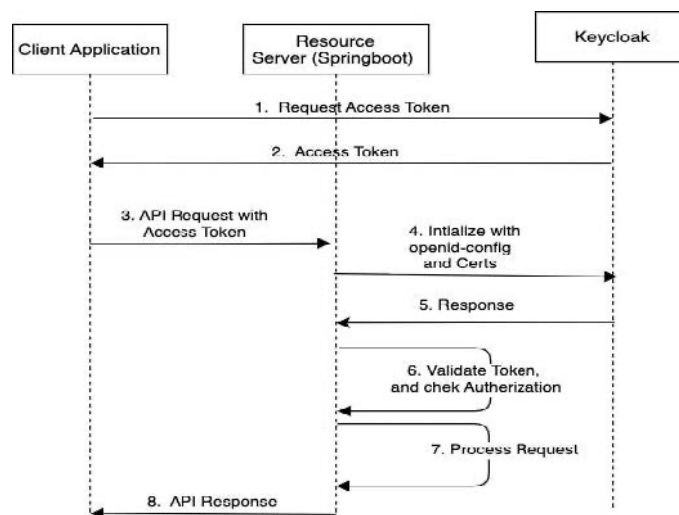 Client Application
Resource
Server (Springboot)
Keycloak
1. Request Access Token
2. Access Token
3. API Request with
Access Token
4. Intialize with
openid-config
and Certs
5. Response
6. Validate Token,
and chek Autherization
7. Process Request
8. API Response